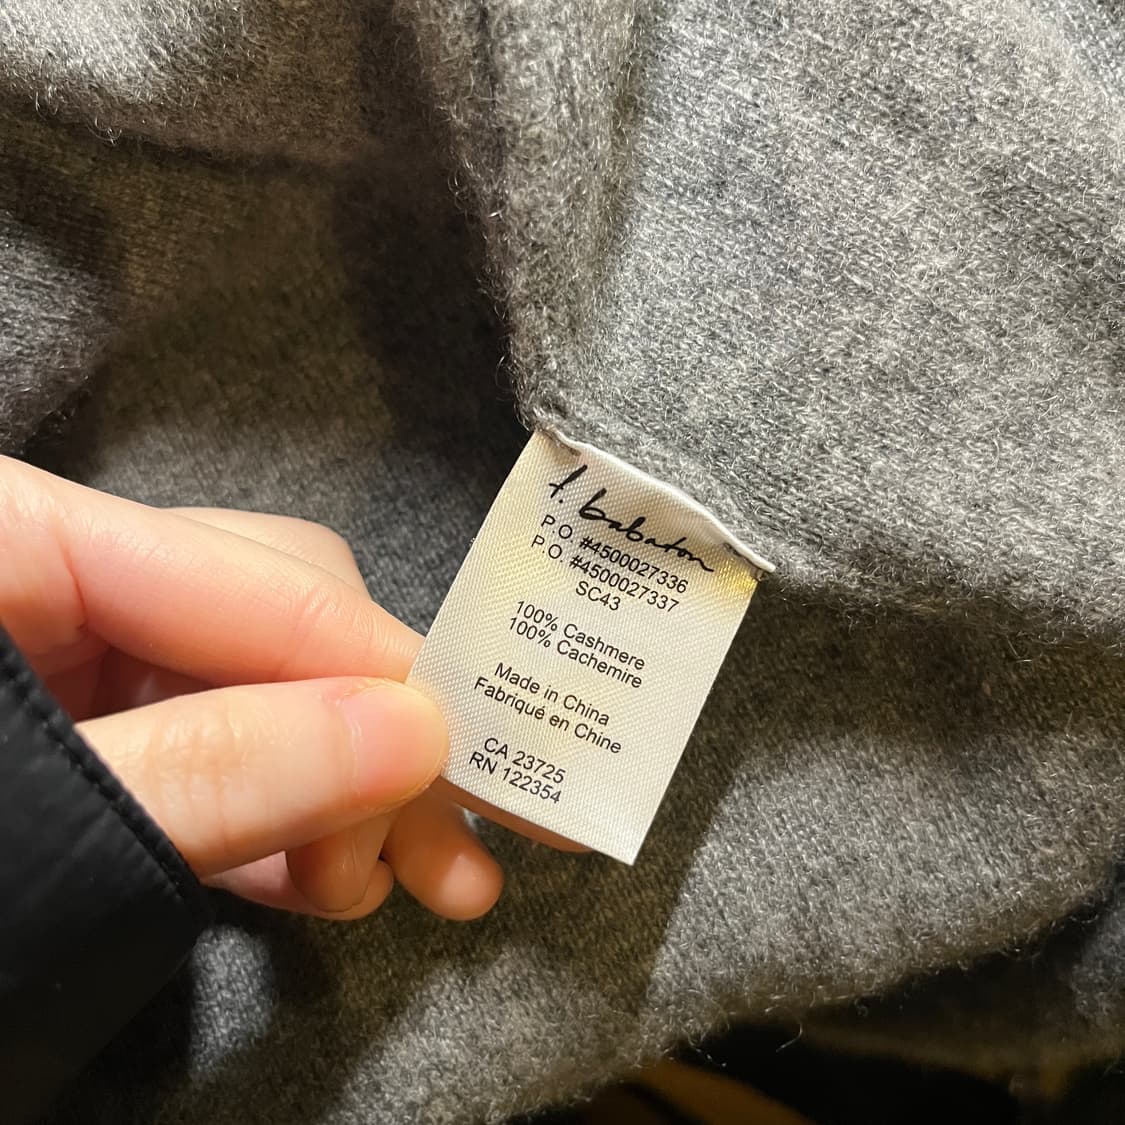 f. babaton
P.O. #4500027336
P.O. #4500027337
SC43
100% Cashmere
100% Cachemire
Made in China
Fabriqué en Chine
CA 23725
RN 122354